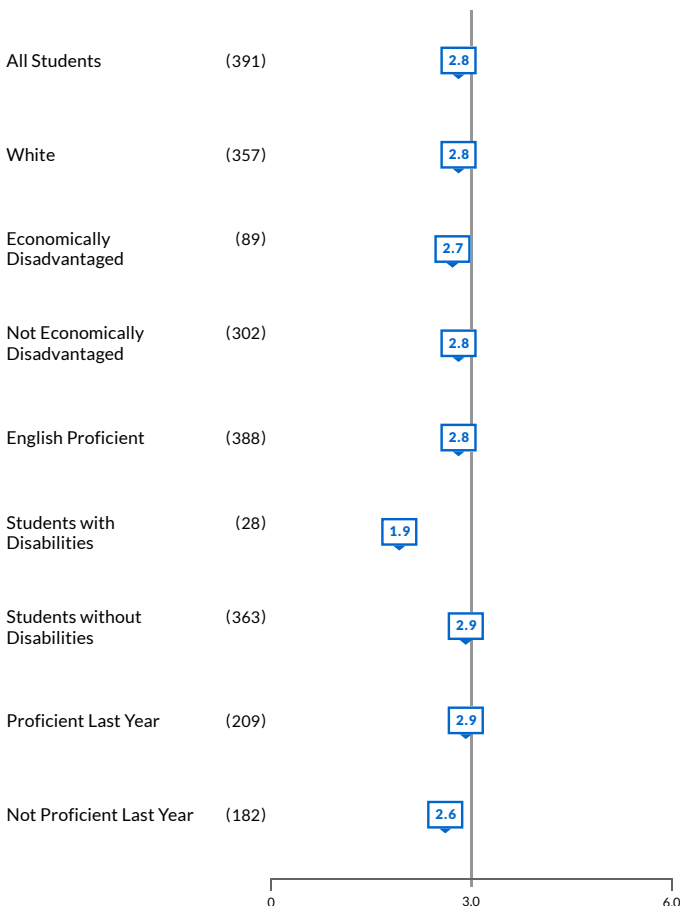 All Students (391) 2.8
White (357) 2.8
Economically (89)
Disadvantaged
2.7
Not Economically (302)
Disadvantaged
2.8
English Proficient (388) 2.8
Students with (28)
Disabilities
1.9
Students without (363)
Disabilities
2.9
Proficient Last Year (209) 2.9
Not Proficient Last Year (182) 2.6
0 3.0 6.0